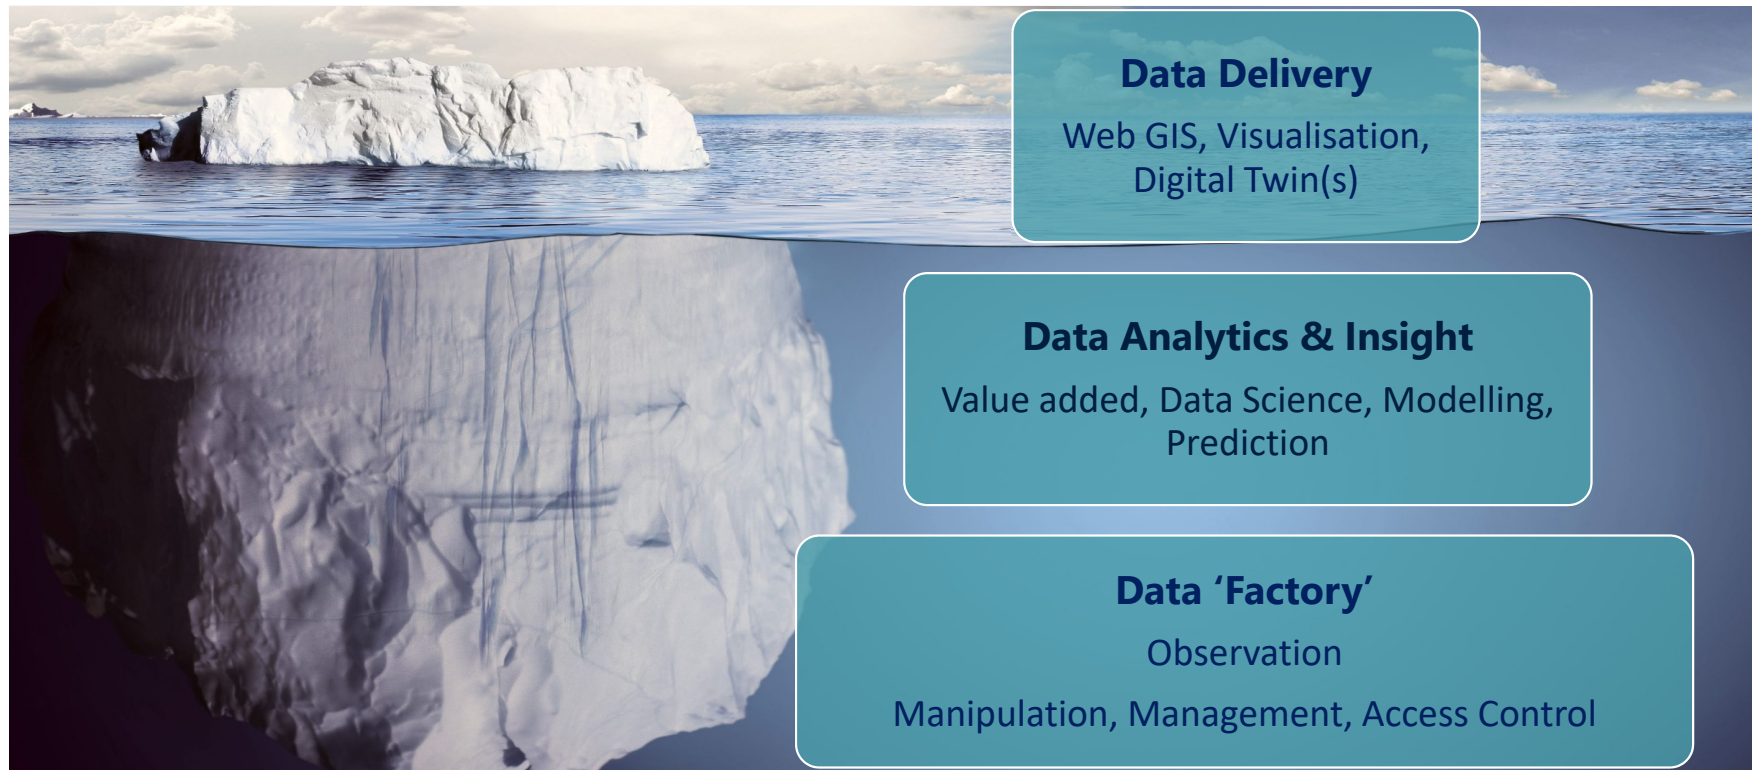 Data Delivery
Web GIS, Visualisation,
Digital Twin(s)
Data Analytics & Insight
Value added, Data Science, Modelling,
Prediction
Data ‘Factory’
Observation
Manipulation, Management, Access Control